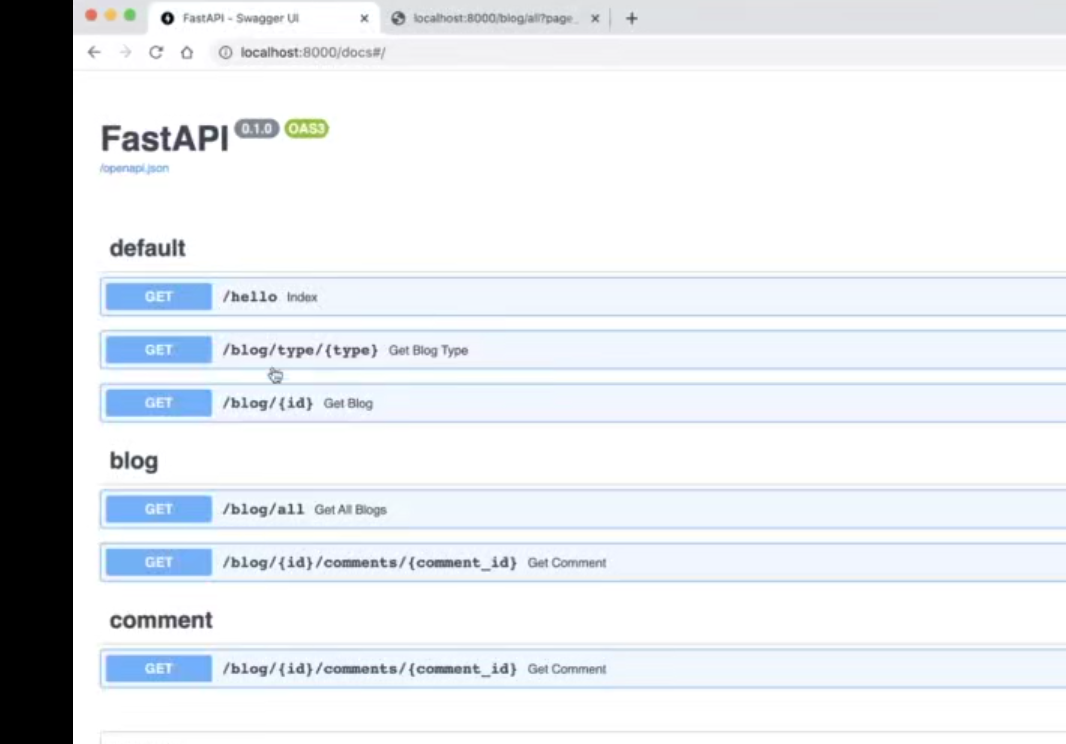 FastAPI - Swagger UI
localhost:8000/blog/all?page_
localhost:8000/docs#/
FastAPI 0.1.0 OAS3
/openapi.json
default
GET /hello Index
GET /blog/type/{type} Get Blog Type
GET /blog/{id} Get Blog
blog
GET /blog/all Get All Blogs
GET /blog/{id}/comments/{comment_id} Get Comment
comment
GET /blog/{id}/comments/{comment_id} Get Comment